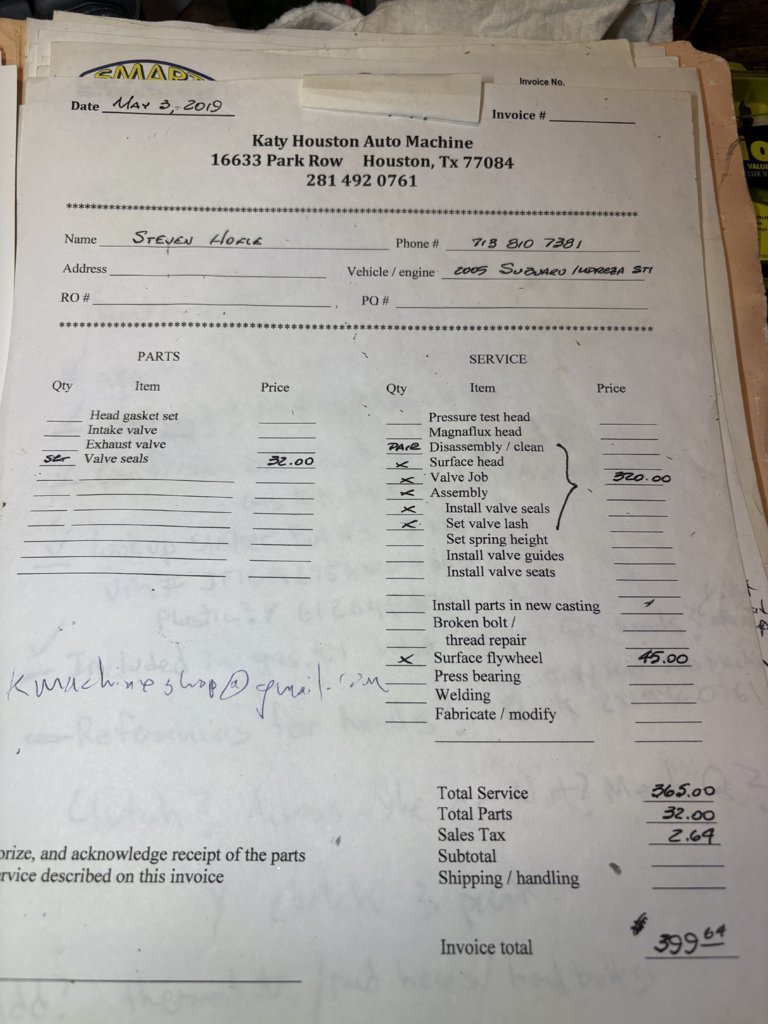 SMART
Invoice No.
Date MAY 3, 2019
Invoice #
Katy Houston Auto Machine
16633 Park Row Houston, Tx 77084
281 492 0761
************************************************************
Name STEVEN Phone # 713 810 7381
Address Vehicle / engine 2005 SUBUARU IMPREZA STI
RO # PO #
************************************************************
PARTS SERVICE
Qty Item Price Qty Item Price
Head gasket set Pressure test head
Intake valve Magnaflux head
Exhaust valve PAIR Disassembly / clean
SET Valve seals 32.00 X Surface head
X Valve Job 320.00
X Assembly
X Install valve seals
X Set valve lash
Set spring height
Install valve guides
Install valve seats
Install parts in new casting
Broken bolt /
thread repair
X Surface flywheel 45.00
Kmachineshop@gmail.com
Press bearing
Welding
Fabricate / modify
Total Service 365.00
Total Parts 32.00
Sales Tax 2.64
orize, and acknowledge receipt of the parts Subtotal
rvice described on this invoice Shipping / handling
Invoice total $399.64